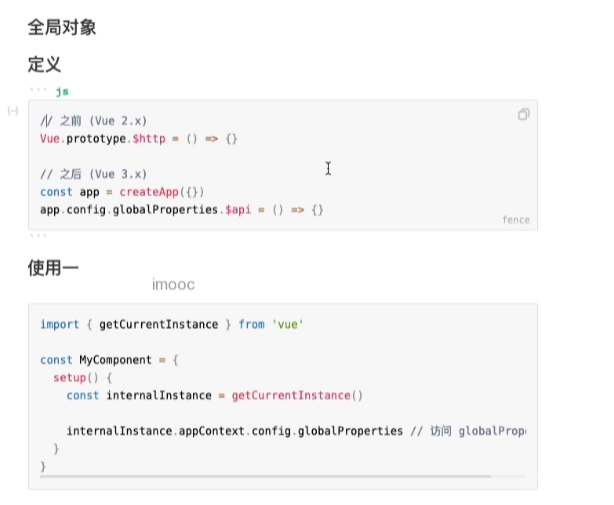 全局对象
定义
``` js
// 之前 (Vue 2.x)
Vue.prototype.$http = () => {}
// 之后 (Vue 3.x)
const app = createApp({})
app.config.globalProperties.$api = () => {}
fence
```
使用一
imooc
import { getCurrentInstance } from 'vue'
const MyComponent = {
setup() {
const internalInstance = getCurrentInstance()
internalInstance.appContext.config.globalProperties // 访问 globalProp
}
}